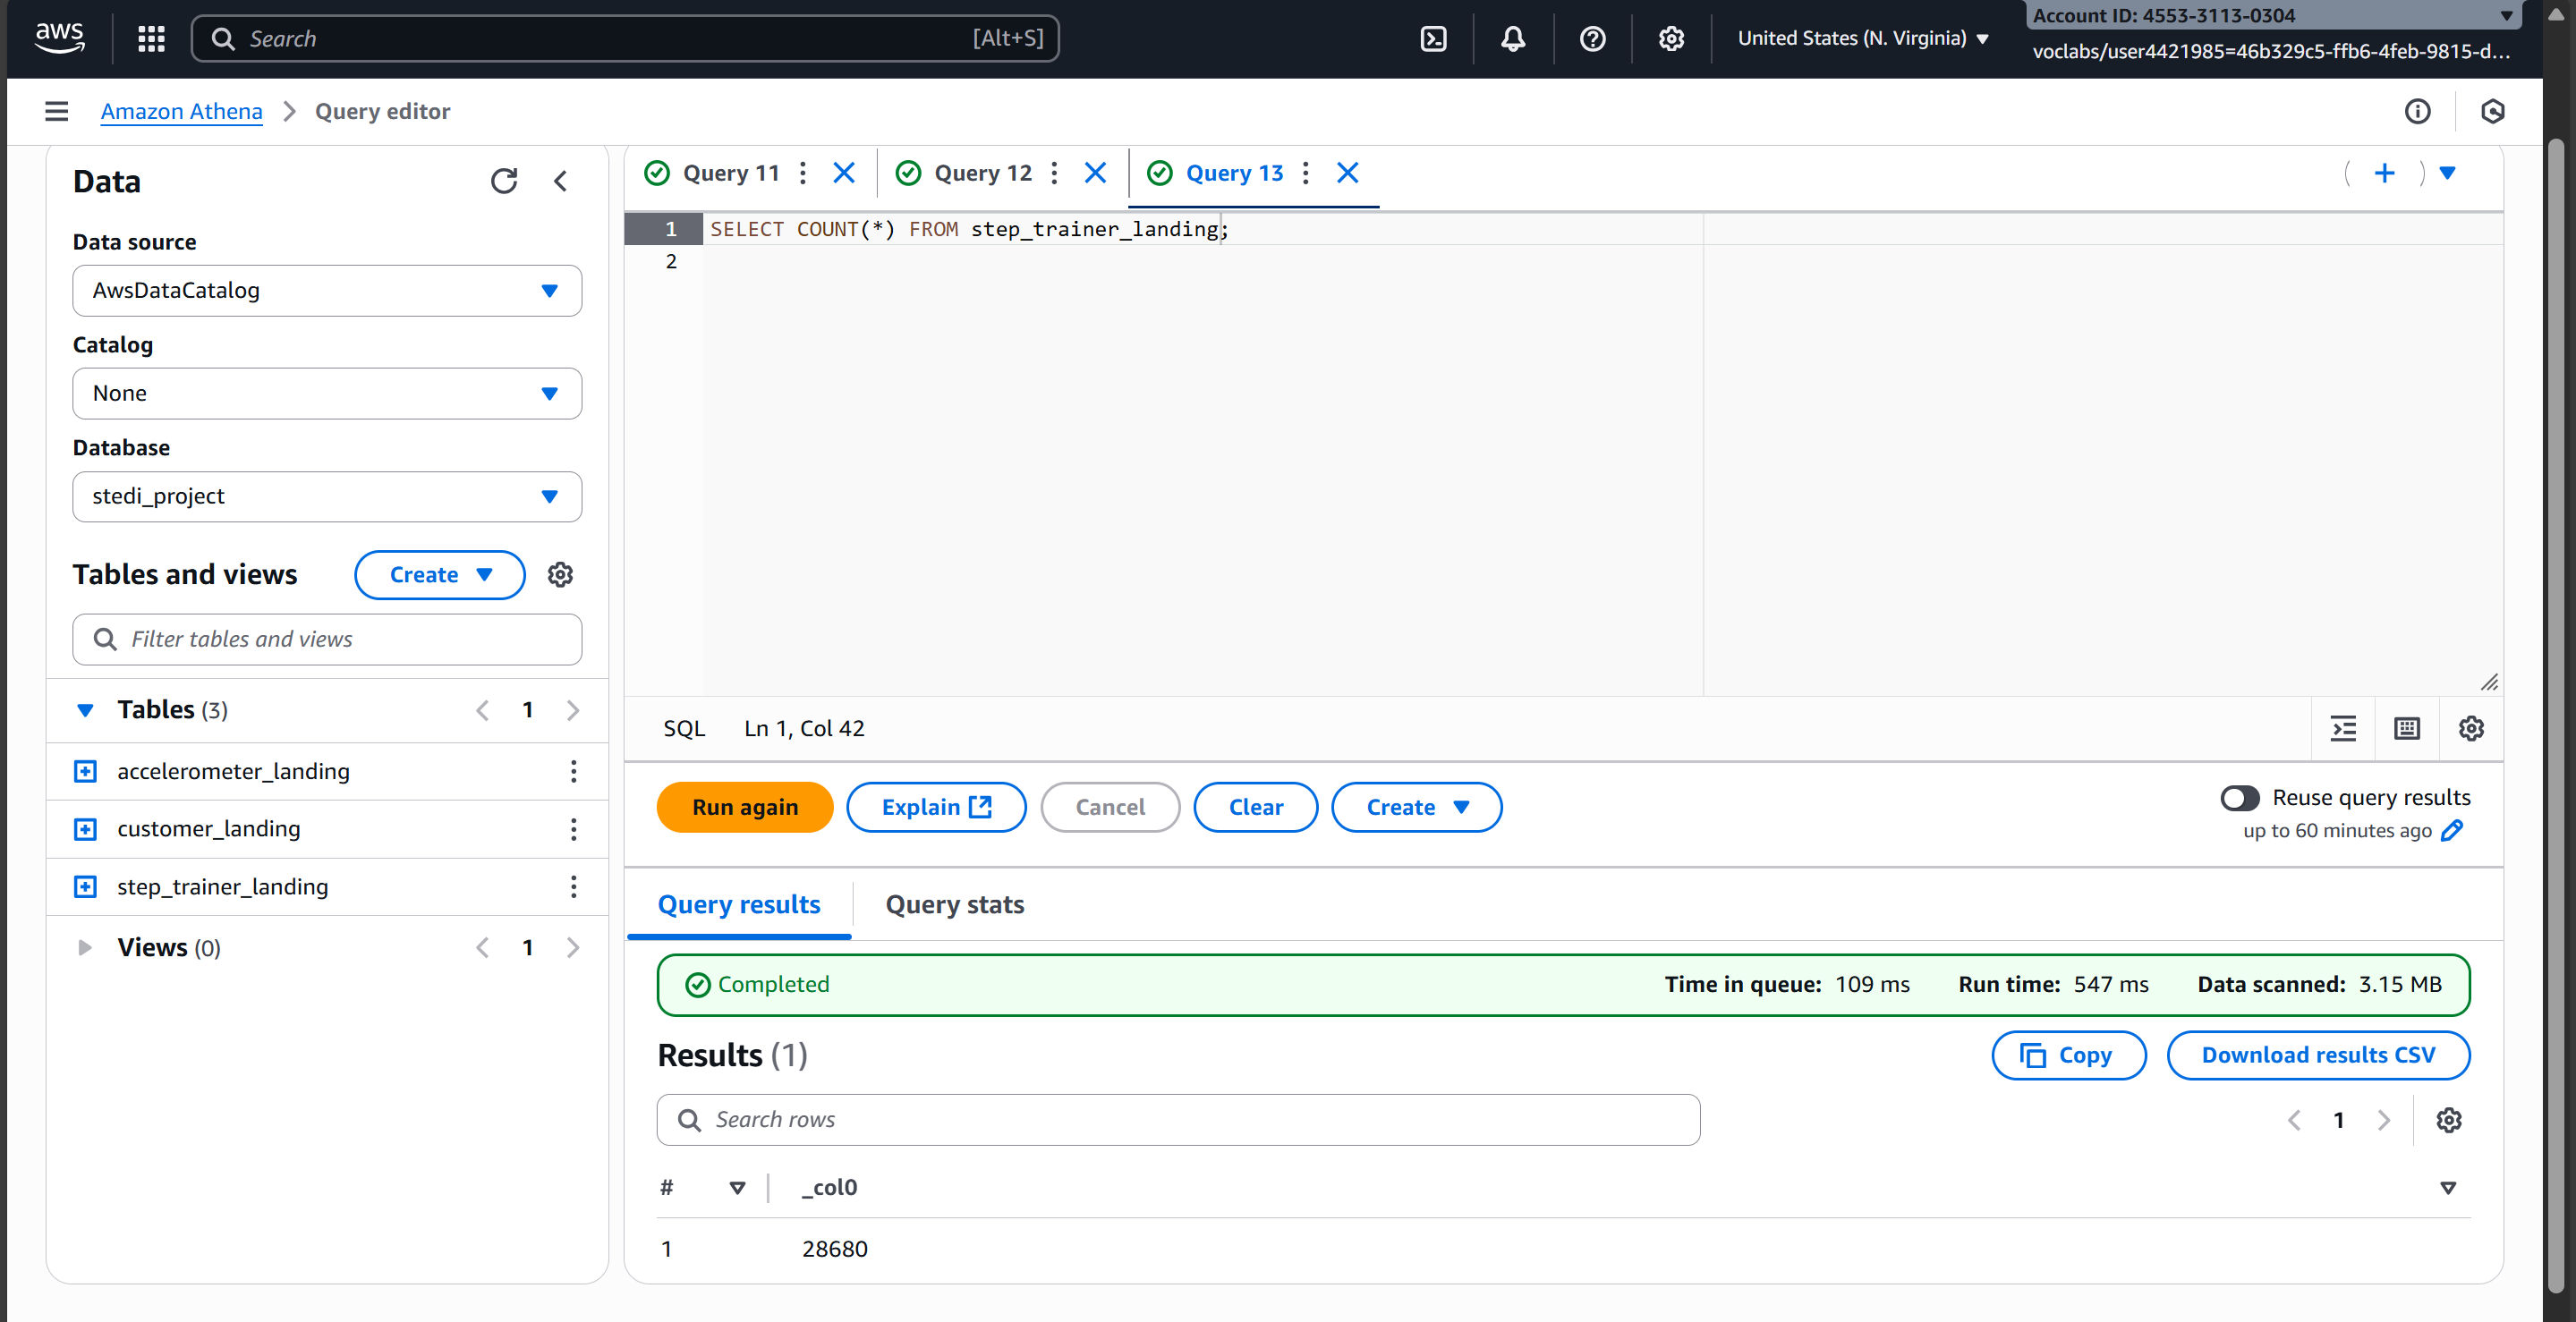 aws
Search [Alt+S]
United States (N. Virginia)
Account ID: 4553-3113-0304
voclabs/user4421985=46b329c5-ffb6-4feb-9815-d...
Amazon Athena > Query editor
Data
Data source
AwsDataCatalog
Catalog
None
Database
stedi_project
Tables and views
Create
Filter tables and views
Tables (3) 1
accelerometer_landing
customer_landing
step_trainer_landing
Views (0) 1
Query 11
Query 12
Query 13
1 SELECT COUNT(*) FROM step_trainer_landing;
2
SQL Ln 1, Col 42
Run again
Explain
Cancel
Clear
Create
Reuse query results
up to 60 minutes ago
Query results
Query stats
Completed
Time in queue: 109 ms
Run time: 547 ms
Data scanned: 3.15 MB
Results (1)
Copy
Download results CSV
Search rows
1
# _col0
1 28680